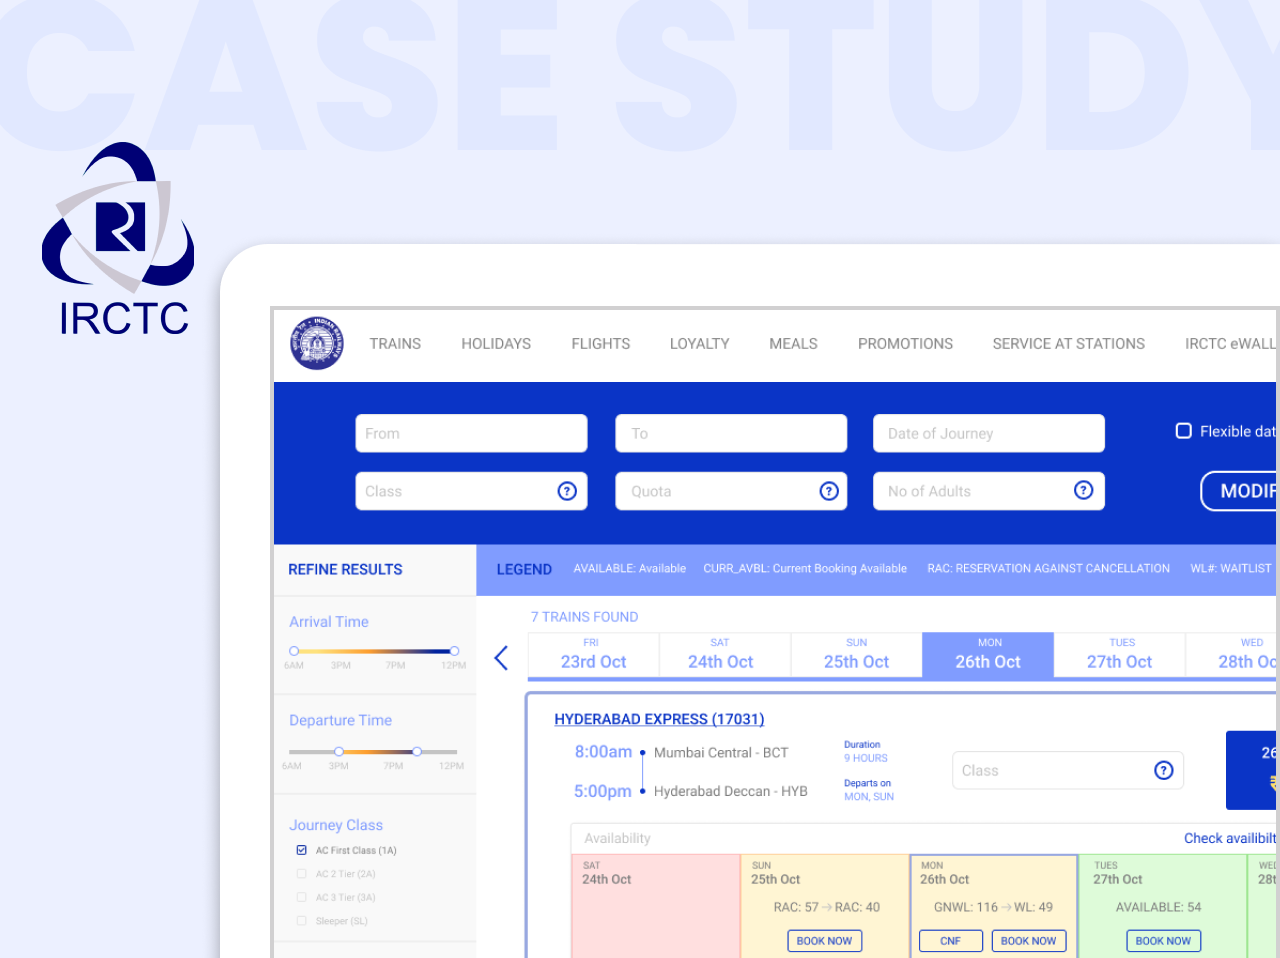 CASE STUDY
IRCTC
TRAINS HOLIDAYS FLIGHTS LOYALTY MEALS PROMOTIONS SERVICE AT STATIONS IRCTC eWALL
From To Date of Journey Flexible dat
Class ? Quota ? No of Adults ? MODIF
REFINE RESULTS
LEGEND AVAILABLE: Available CURR_AVBL: Current Booking Available RAC: RESERVATION AGAINST CANCELLATION WL#: WAITLIST
Arrival Time
6AM 3PM 7PM 12PM
Departure Time
6AM 3PM 7PM 12PM
Journey Class
AC First Class (1A)
AC 2 Tier (2A)
AC 3 Tier (3A)
Sleeper (SL)
7 TRAINS FOUND
FRI SAT SUN MON TUES WED
23rd Oct 24th Oct 25th Oct 26th Oct 27th Oct 28th Oc
HYDERABAD EXPRESS (17031)
8:00am Mumbai Central - BCT
5:00pm Hyderabad Deccan - HYB
Duration
9 HOURS
Departs on
MON, SUN
Class ?
26
₹
Availability Check availibilt
SAT SUN MON TUES WED
24th Oct 25th Oct 26th Oct 27th Oct 28t
RAC: 57 → RAC: 40 GNWL: 116 → WL: 49 AVAILABLE: 54
BOOK NOW CNF BOOK NOW BOOK NOW